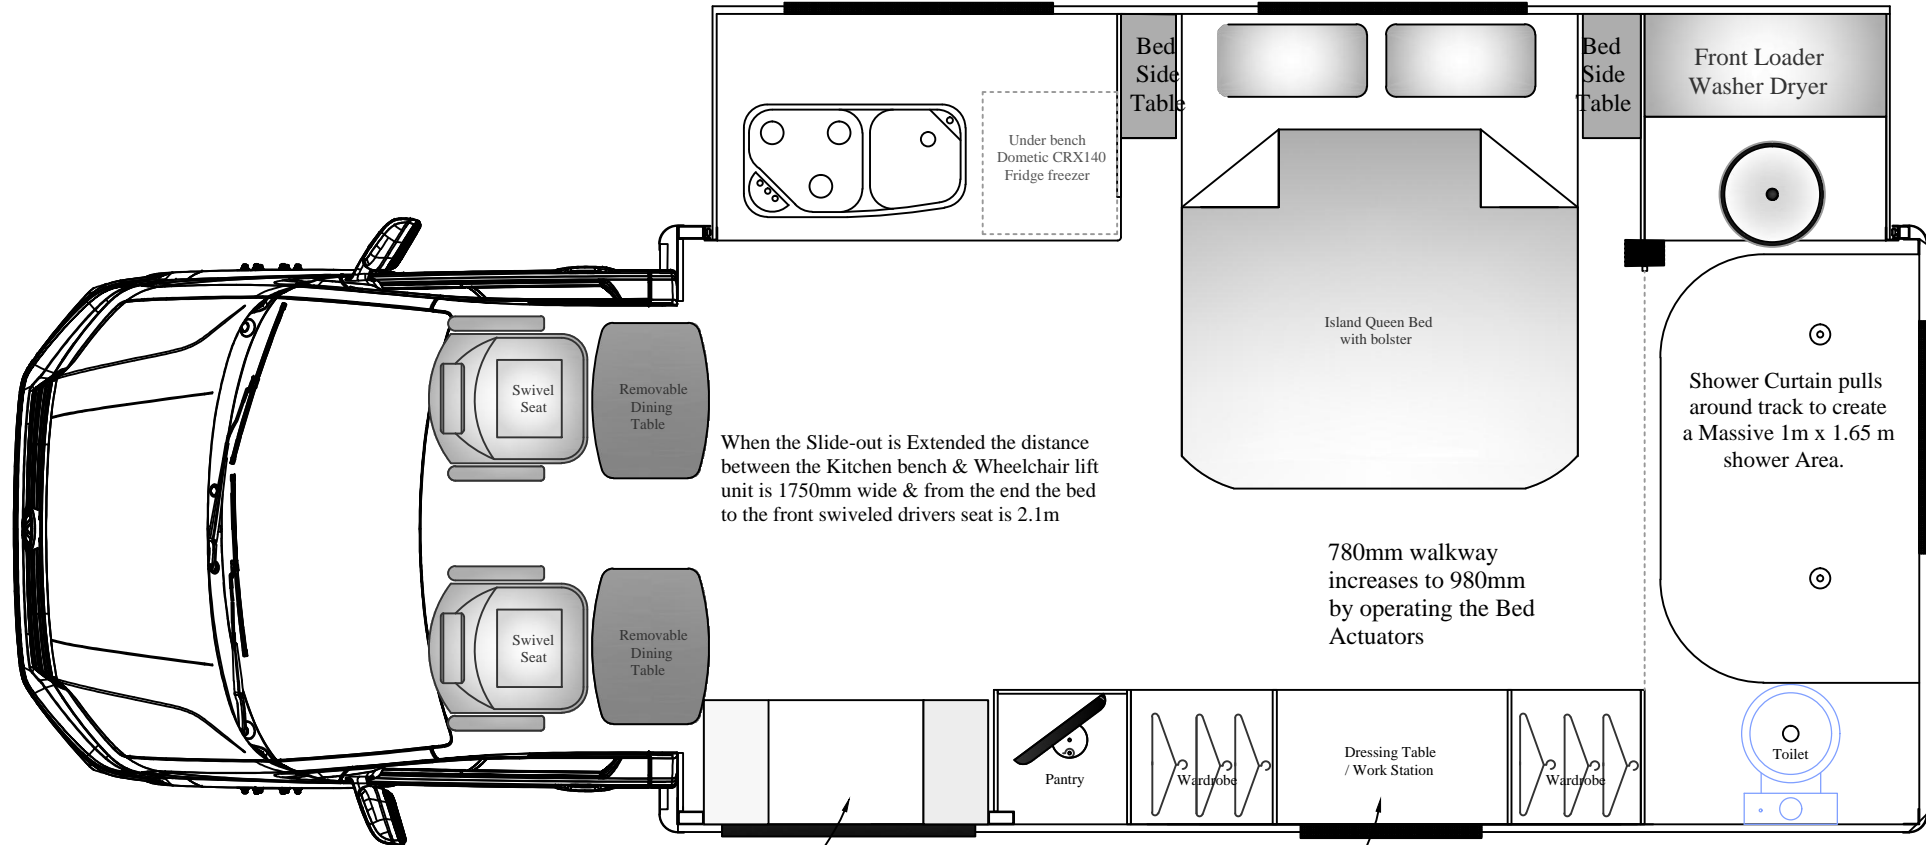 Bed
Side
Table
Bed
Side
Table
Front Loader
Washer Dryer
Under bench
Dometic CRX140
Fridge freezer
Island Queen Bed
with bolster
Swivel
Seat
Removable
Dining
Table
Shower Curtain pulls
around track to create
a Massive 1m x 1.65 m
shower Area.
When the Slide-out is Extended the distance
between the Kitchen bench & Wheelchair lift
unit is 1750mm wide & from the end the bed
to the front swiveled drivers seat is 2.1m
780mm walkway
increases to 980mm
by operating the Bed
Actuators
Swivel
Seat
Removable
Dining
Table
Pantry
Wardrobe
Dressing Table
/ Work Station
Wardrobe
Toilet